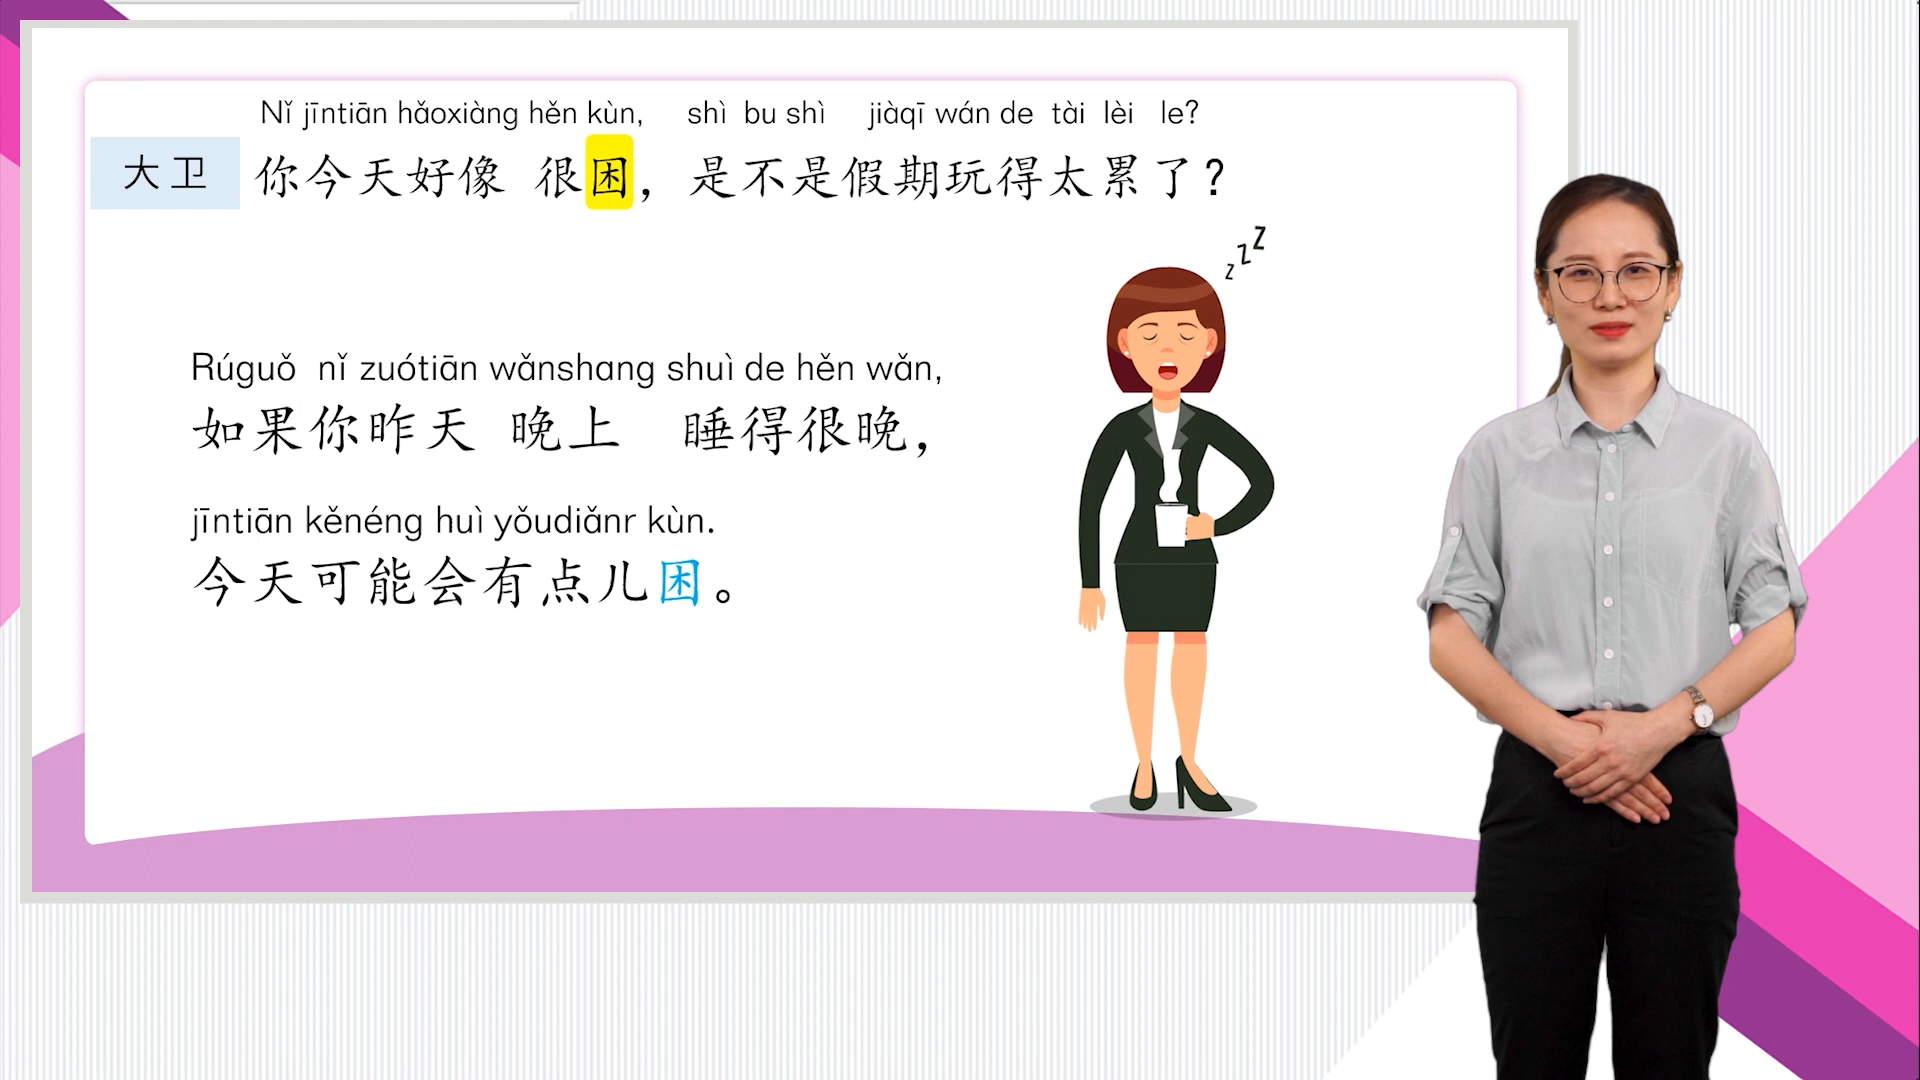 Nǐ jīntiān hǎoxiàng hěn kùn, shì bu shì jiàqī wán de tài lèi le?
大卫 你今天好像 很困，是不是假期玩得太累了？
z z Z
Rúguǒ nǐ zuótiān wǎnshang shuì de hěn wǎn,
如果你昨天 晚上 睡得很晚，
jīntiān kěnéng huì yǒudiǎnr kùn.
今天可能会有点儿困。